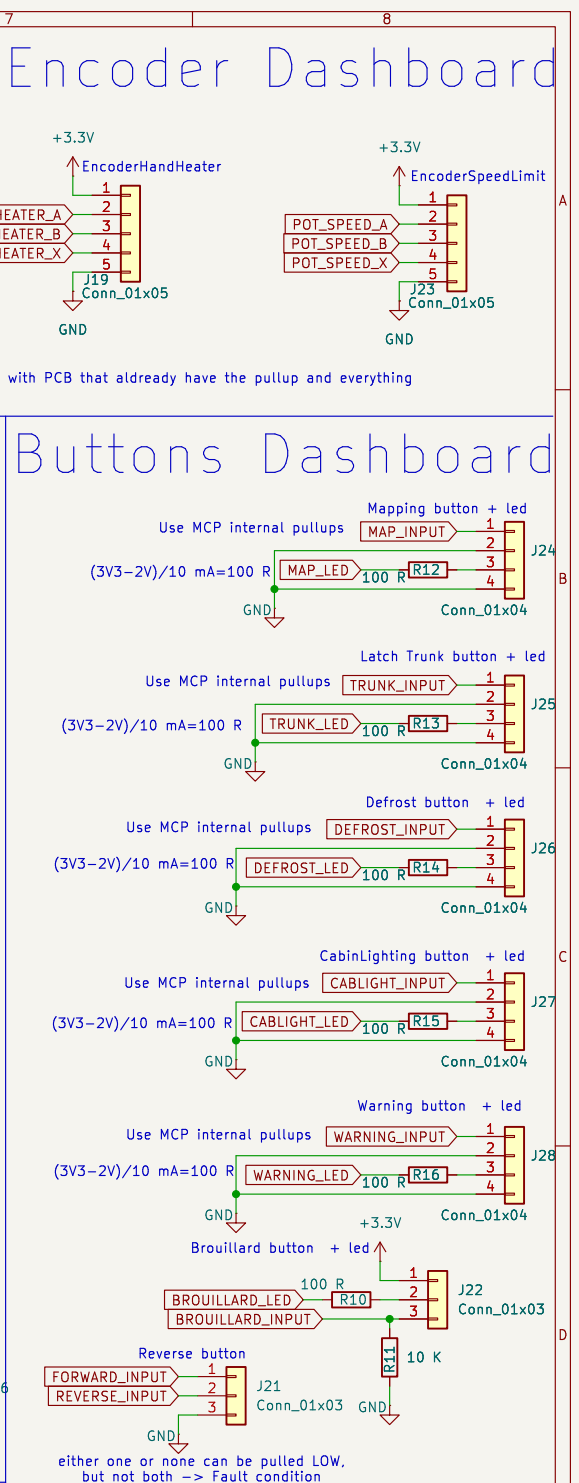 7
8
Encoder Dashboard
+3.3V
+3.3V
EncoderHandHeater
EncoderSpeedLimit
A
1
HEATER_A 2
HEATER_B 3
HEATER_X 4
5
J19
Conn_01x05
GND
1
POT_SPEED_A 2
POT_SPEED_B 3
POT_SPEED_X 4
5
J23
Conn_01x05
GND
with PCB that aldready have the pullup and everything
Buttons Dashboard
Mapping button + led
Use MCP internal pullups MAP_INPUT 1
2 J24
(3V3-2V)/10 mA=100 R MAP_LED 100 R R12 3
4
B
GND Conn_01x04
Latch Trunk button + led
Use MCP internal pullups TRUNK_INPUT 1
2 J25
(3V3-2V)/10 mA=100 R TRUNK_LED 100 R R13 3
4
GND Conn_01x04
Defrost button + led
Use MCP internal pullups DEFROST_INPUT 1
2 J26
(3V3-2V)/10 mA=100 R DEFROST_LED 100 R R14 3
4
GND Conn_01x04
CabinLighting button + led
C
Use MCP internal pullups CABLIGHT_INPUT 1
2 J27
(3V3-2V)/10 mA=100 R CABLIGHT_LED 100 R R15 3
4
GND Conn_01x04
Warning button + led
Use MCP internal pullups WARNING_INPUT 1
2 J28
(3V3-2V)/10 mA=100 R WARNING_LED 100 R R16 3
4
GND Conn_01x04
+3.3V
Brouillard button + led
1
100 R J22
BROUILLARD_LED R10 2 Conn_01x03
BROUILLARD_INPUT 3
D
R11 10 K
GND
Reverse button
FORWARD_INPUT 1
J21
REVERSE_INPUT 2
Conn_01x03
3
GND
6
either one or none can be pulled LOW,
but not both -> Fault condition